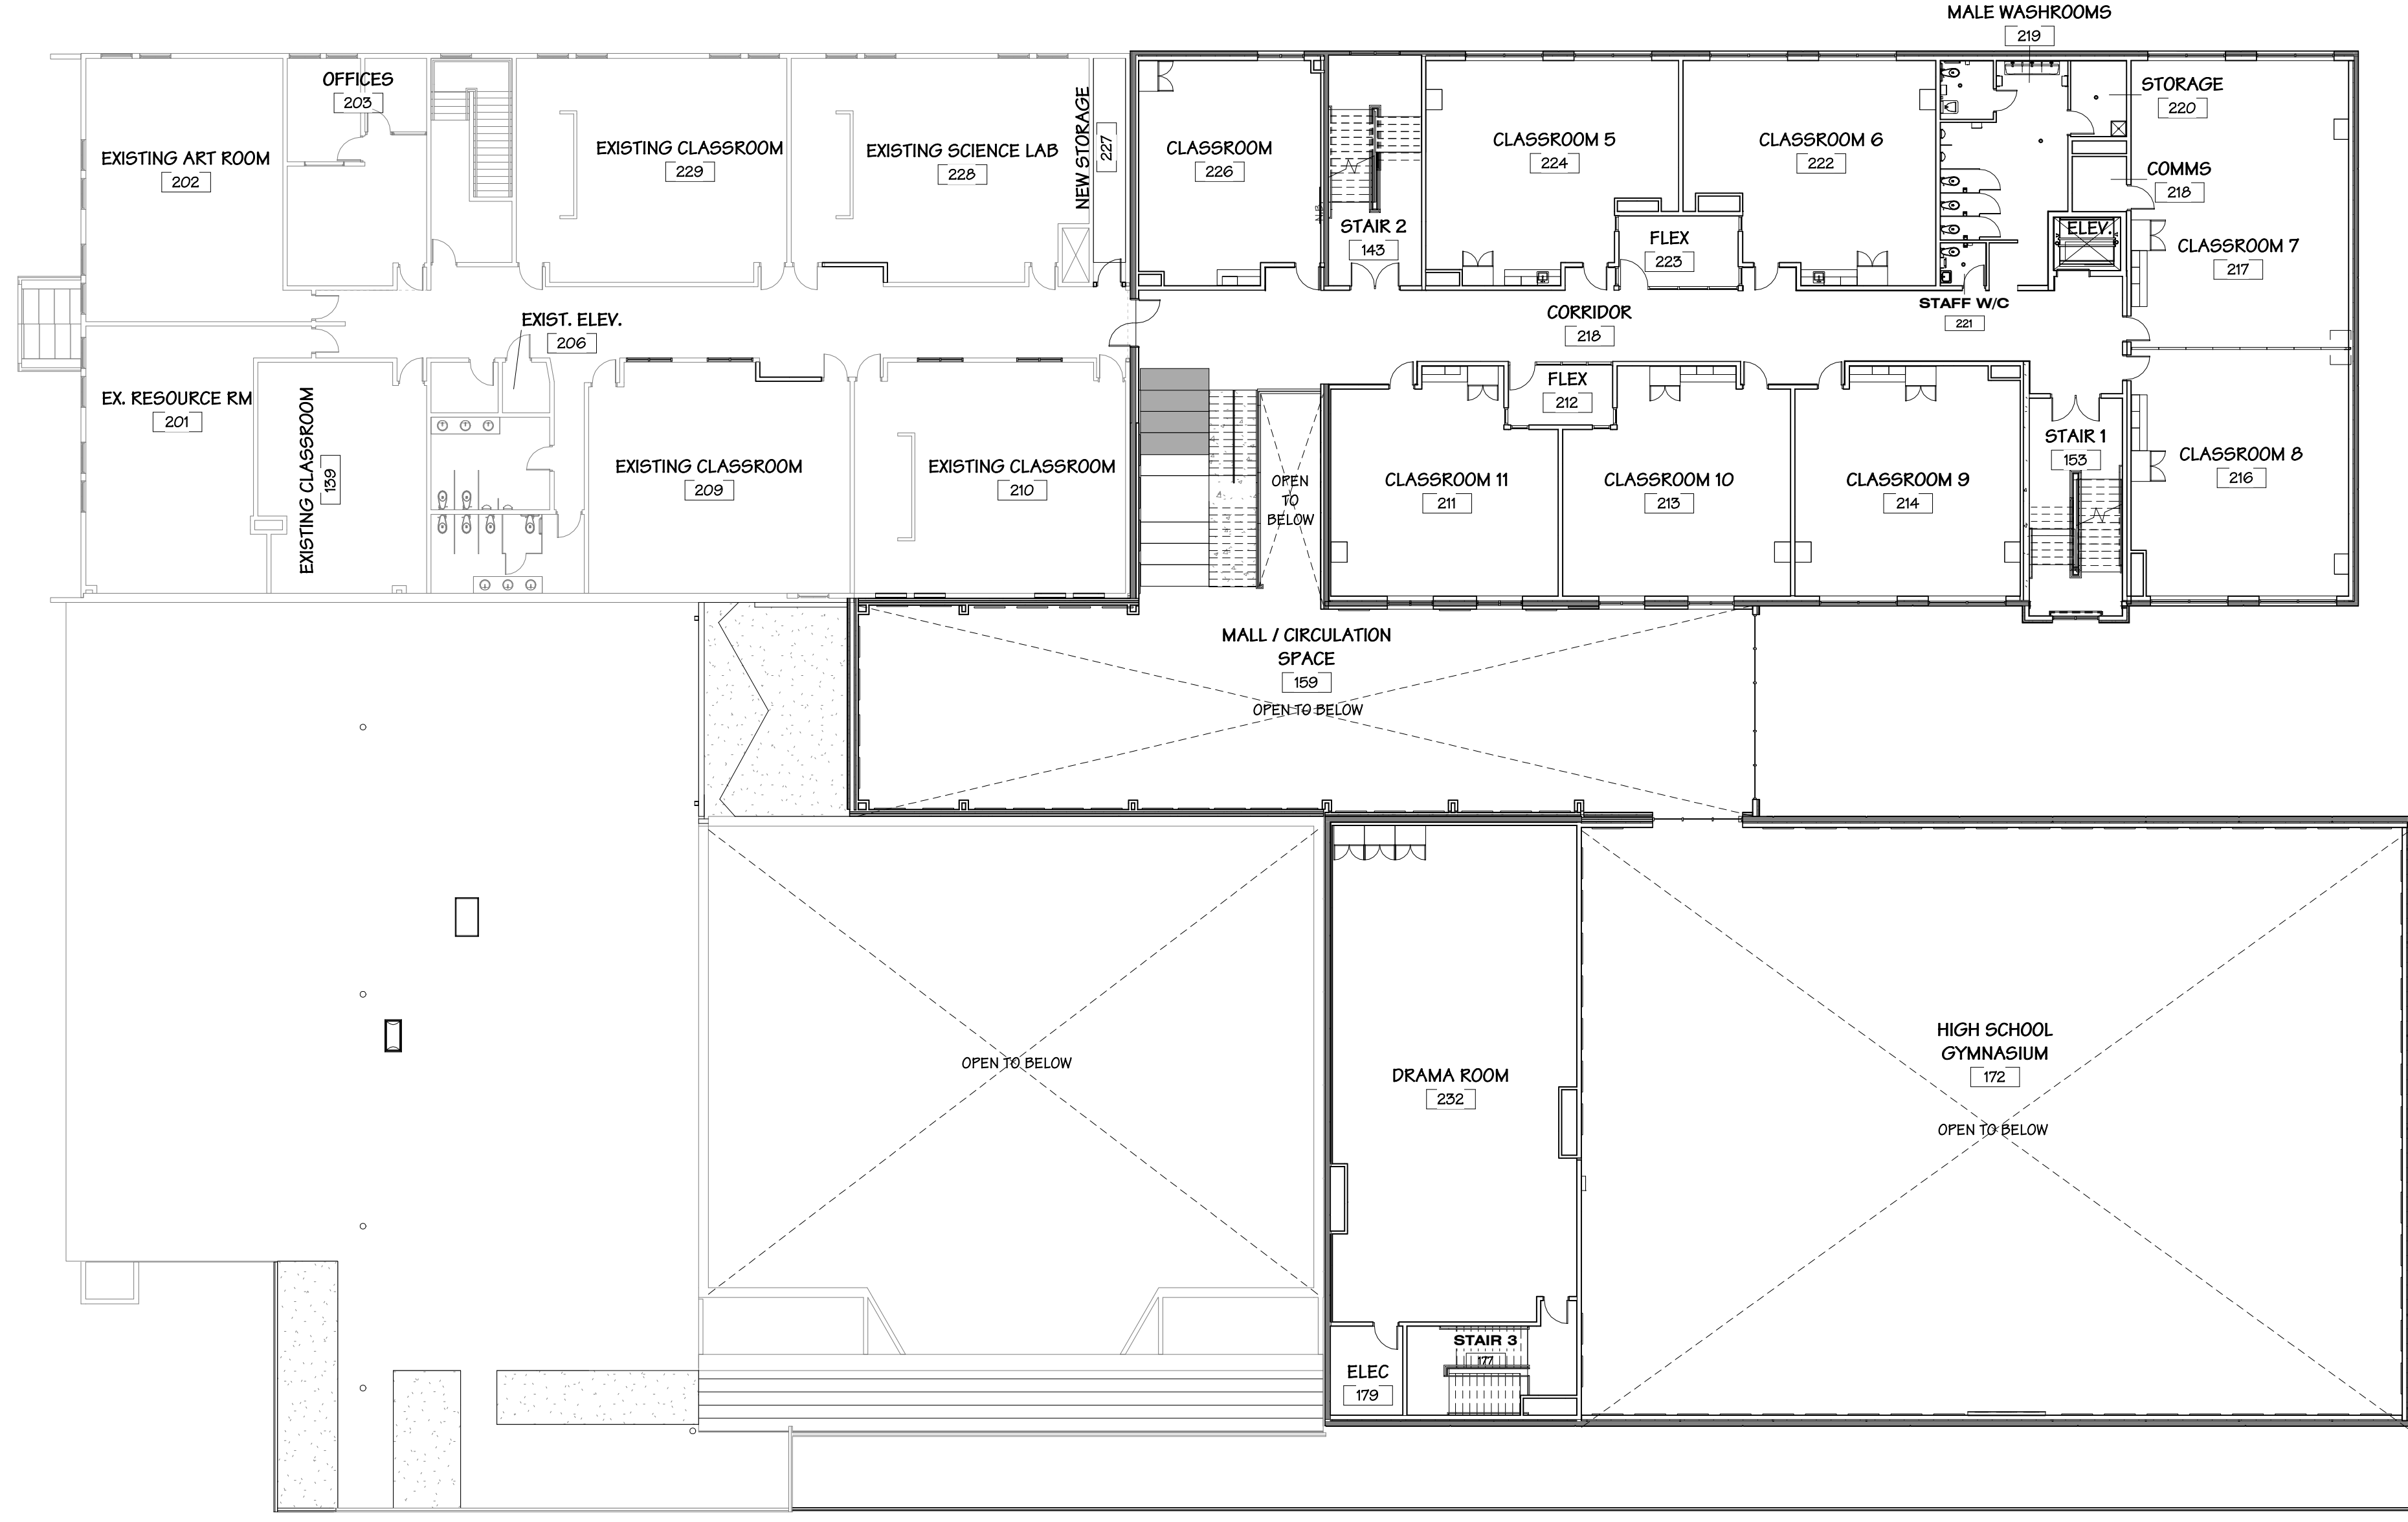 MALE WASHROOMS
219
OFFICES
203
EXISTING ART ROOM
202
EXISTING CLASSROOM
229
EXISTING SCIENCE LAB
228
NEW STORAGE
227
CLASSROOM
226
STAIR 2
143
CLASSROOM 5
224
CLASSROOM 6
222
FLEX
223
STORAGE
220
COMMS
218
ELEV.
CLASSROOM 7
217
STAFF W/C
221
CORRIDOR
218
EXIST. ELEV.
206
EX. RESOURCE RM
201
EXISTING CLASSROOM
139
EXISTING CLASSROOM
209
EXISTING CLASSROOM
210
OPEN
TO
BELOW
FLEX
212
CLASSROOM 11
211
CLASSROOM 10
213
CLASSROOM 9
214
STAIR 1
153
CLASSROOM 8
216
MALL / CIRCULATION
SPACE
159
OPEN TO BELOW
OPEN TO BELOW
DRAMA ROOM
232
HIGH SCHOOL
GYMNASIUM
172
OPEN TO BELOW
STAIR 3
177
ELEC
179